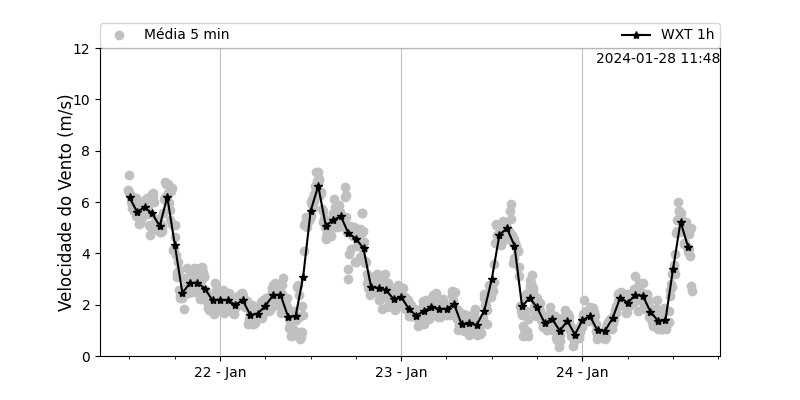 Média 5 min
WXT 1h
2024-01-28 11:48
Velocidade do Vento (m/s)
12
10
8
6
4
2
0
22 - Jan
23 - Jan
24 - Jan